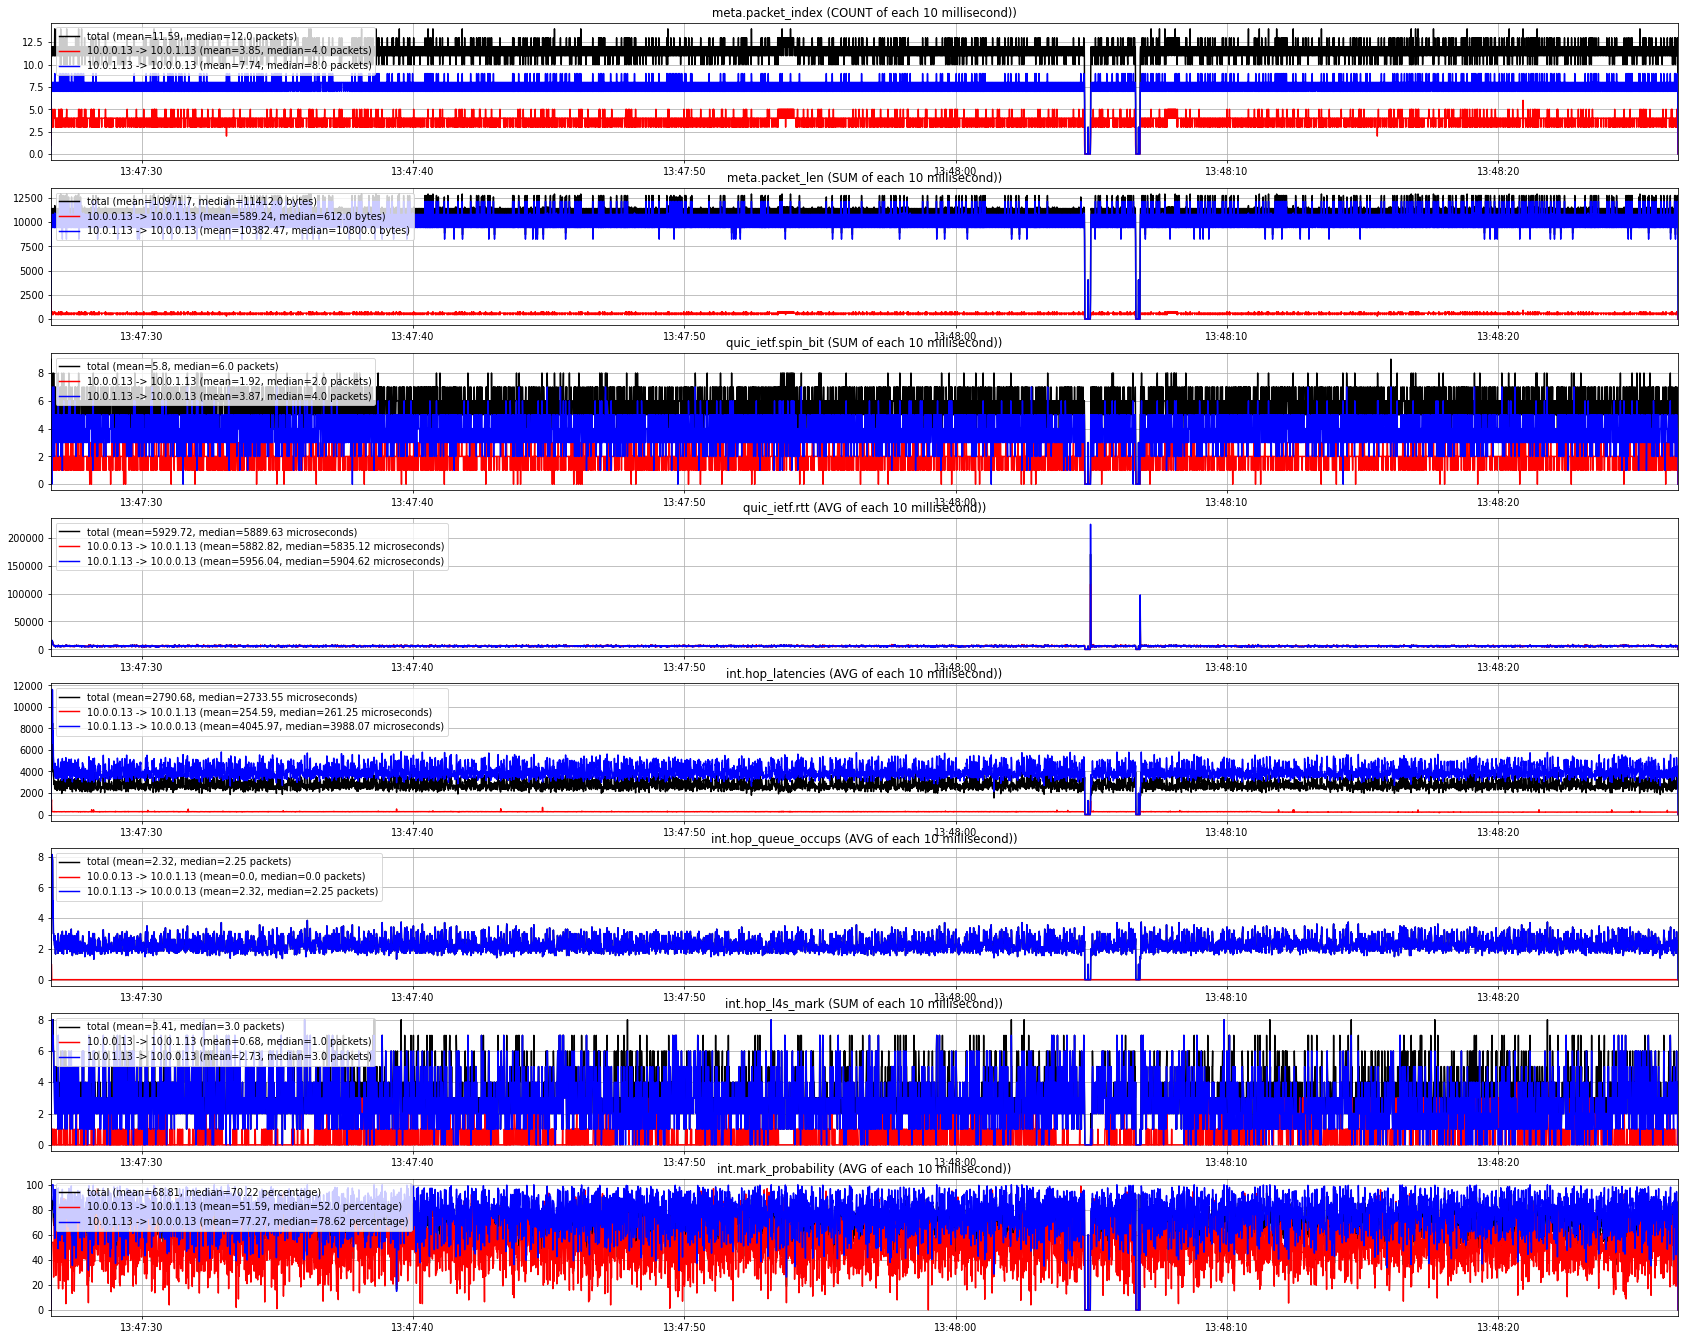 meta.packet_index (COUNT of each 10 millisecond))
total (mean=11.59, median=12.0 packets)
10.0.0.13 -> 10.0.1.13 (mean=3.85, median=4.0 packets)
10.0.1.13 -> 10.0.0.13 (mean=7.74, median=8.0 packets)
12.5
10.0
7.5
5.0
2.5
0.0
13:47:30 13:47:40 13:47:50 13:48:00 13:48:10 13:48:20
meta.packet_len (SUM of each 10 millisecond))
total (mean=10971.7, median=11412.0 bytes)
10.0.0.13 -> 10.0.1.13 (mean=589.24, median=612.0 bytes)
10.0.1.13 -> 10.0.0.13 (mean=10382.47, median=10800.0 bytes)
12500
10000
7500
5000
2500
0
13:47:30 13:47:40 13:47:50 13:48:00 13:48:10 13:48:20
quic_ietf.spin_bit (SUM of each 10 millisecond))
total (mean=5.8, median=6.0 packets)
10.0.0.13 -> 10.0.1.13 (mean=1.92, median=2.0 packets)
10.0.1.13 -> 10.0.0.13 (mean=3.87, median=4.0 packets)
8
6
4
2
0
13:47:30 13:47:40 13:47:50 13:48:00 13:48:10 13:48:20
quic_ietf.rtt (AVG of each 10 millisecond))
total (mean=5929.72, median=5889.63 microseconds)
10.0.0.13 -> 10.0.1.13 (mean=5882.82, median=5835.12 microseconds)
10.0.1.13 -> 10.0.0.13 (mean=5956.04, median=5904.62 microseconds)
200000
150000
100000
50000
0
13:47:30 13:47:40 13:47:50 13:48:00 13:48:10 13:48:20
int.hop_latencies (AVG of each 10 millisecond))
total (mean=2790.68, median=2733.55 microseconds)
10.0.0.13 -> 10.0.1.13 (mean=254.59, median=261.25 microseconds)
10.0.1.13 -> 10.0.0.13 (mean=4045.97, median=3988.07 microseconds)
12000
10000
8000
6000
4000
2000
0
13:47:30 13:47:40 13:47:50 13:48:00 13:48:10 13:48:20
int.hop_queue_occups (AVG of each 10 millisecond))
total (mean=2.32, median=2.25 packets)
10.0.0.13 -> 10.0.1.13 (mean=0.0, median=0.0 packets)
10.0.1.13 -> 10.0.0.13 (mean=2.32, median=2.25 packets)
8
6
4
2
0
13:47:30 13:47:40 13:47:50 13:48:00 13:48:10 13:48:20
int.hop_l4s_mark (SUM of each 10 millisecond))
total (mean=3.41, median=3.0 packets)
10.0.0.13 -> 10.0.1.13 (mean=0.68, median=1.0 packets)
10.0.1.13 -> 10.0.0.13 (mean=2.73, median=3.0 packets)
8
6
4
2
0
13:47:30 13:47:40 13:47:50 13:48:00 13:48:10 13:48:20
int.mark_probability (AVG of each 10 millisecond))
total (mean=68.81, median=70.22 percentage)
10.0.0.13 -> 10.0.1.13 (mean=51.59, median=52.0 percentage)
10.0.1.13 -> 10.0.0.13 (mean=77.27, median=78.62 percentage)
100
80
60
40
20
0
13:47:30 13:47:40 13:47:50 13:48:00 13:48:10 13:48:20